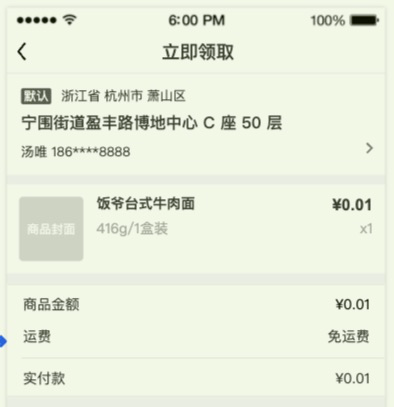 6:00 PM 100%
立即领取
默认 浙江省 杭州市 萧山区
宁围街道盈丰路博地中心 C 座 50 层
汤唯 186****8888
饭爷台式牛肉面 ¥0.01
商品封面 416g/1盒装 x1
商品金额 ¥0.01
运费 免运费
实付款 ¥0.01